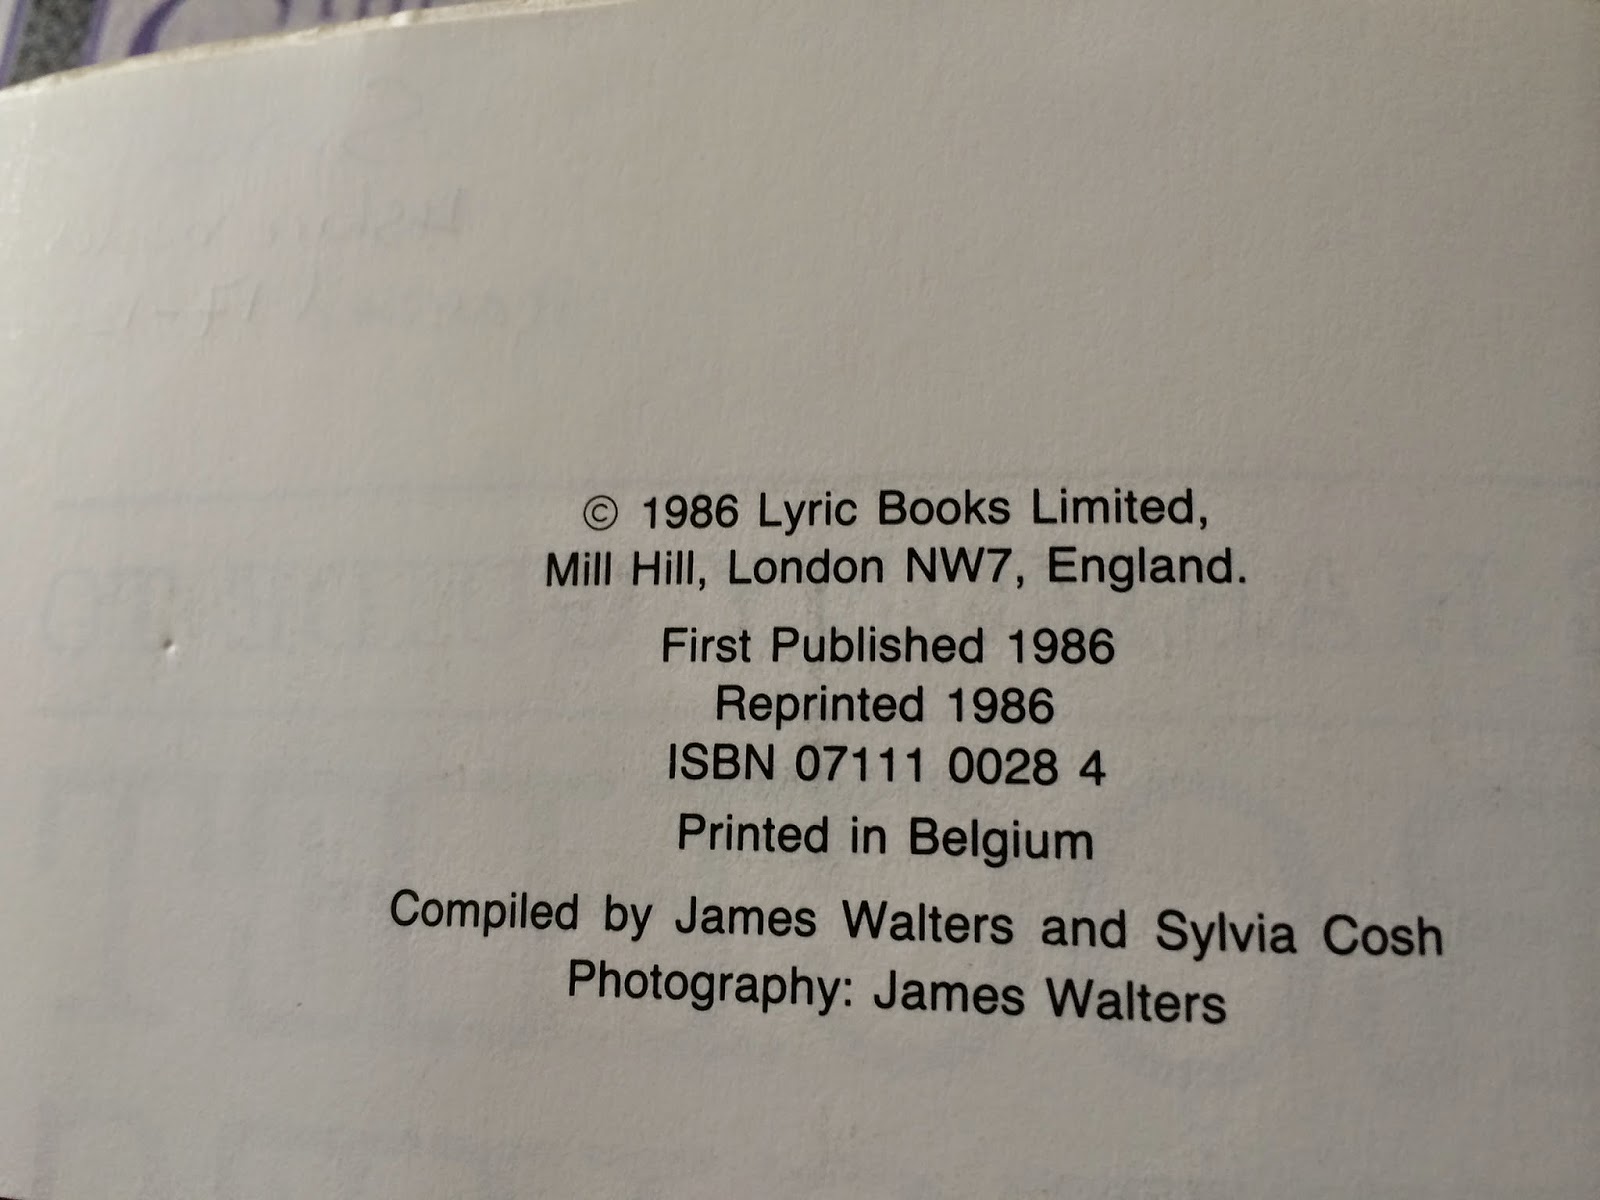 © 1986 Lyric Books Limited,
Mill Hill, London NW7, England.
First Published 1986
Reprinted 1986
ISBN 07111 0028 4
Printed in Belgium
Compiled by James Walters and Sylvia Cosh
Photography: James Walters